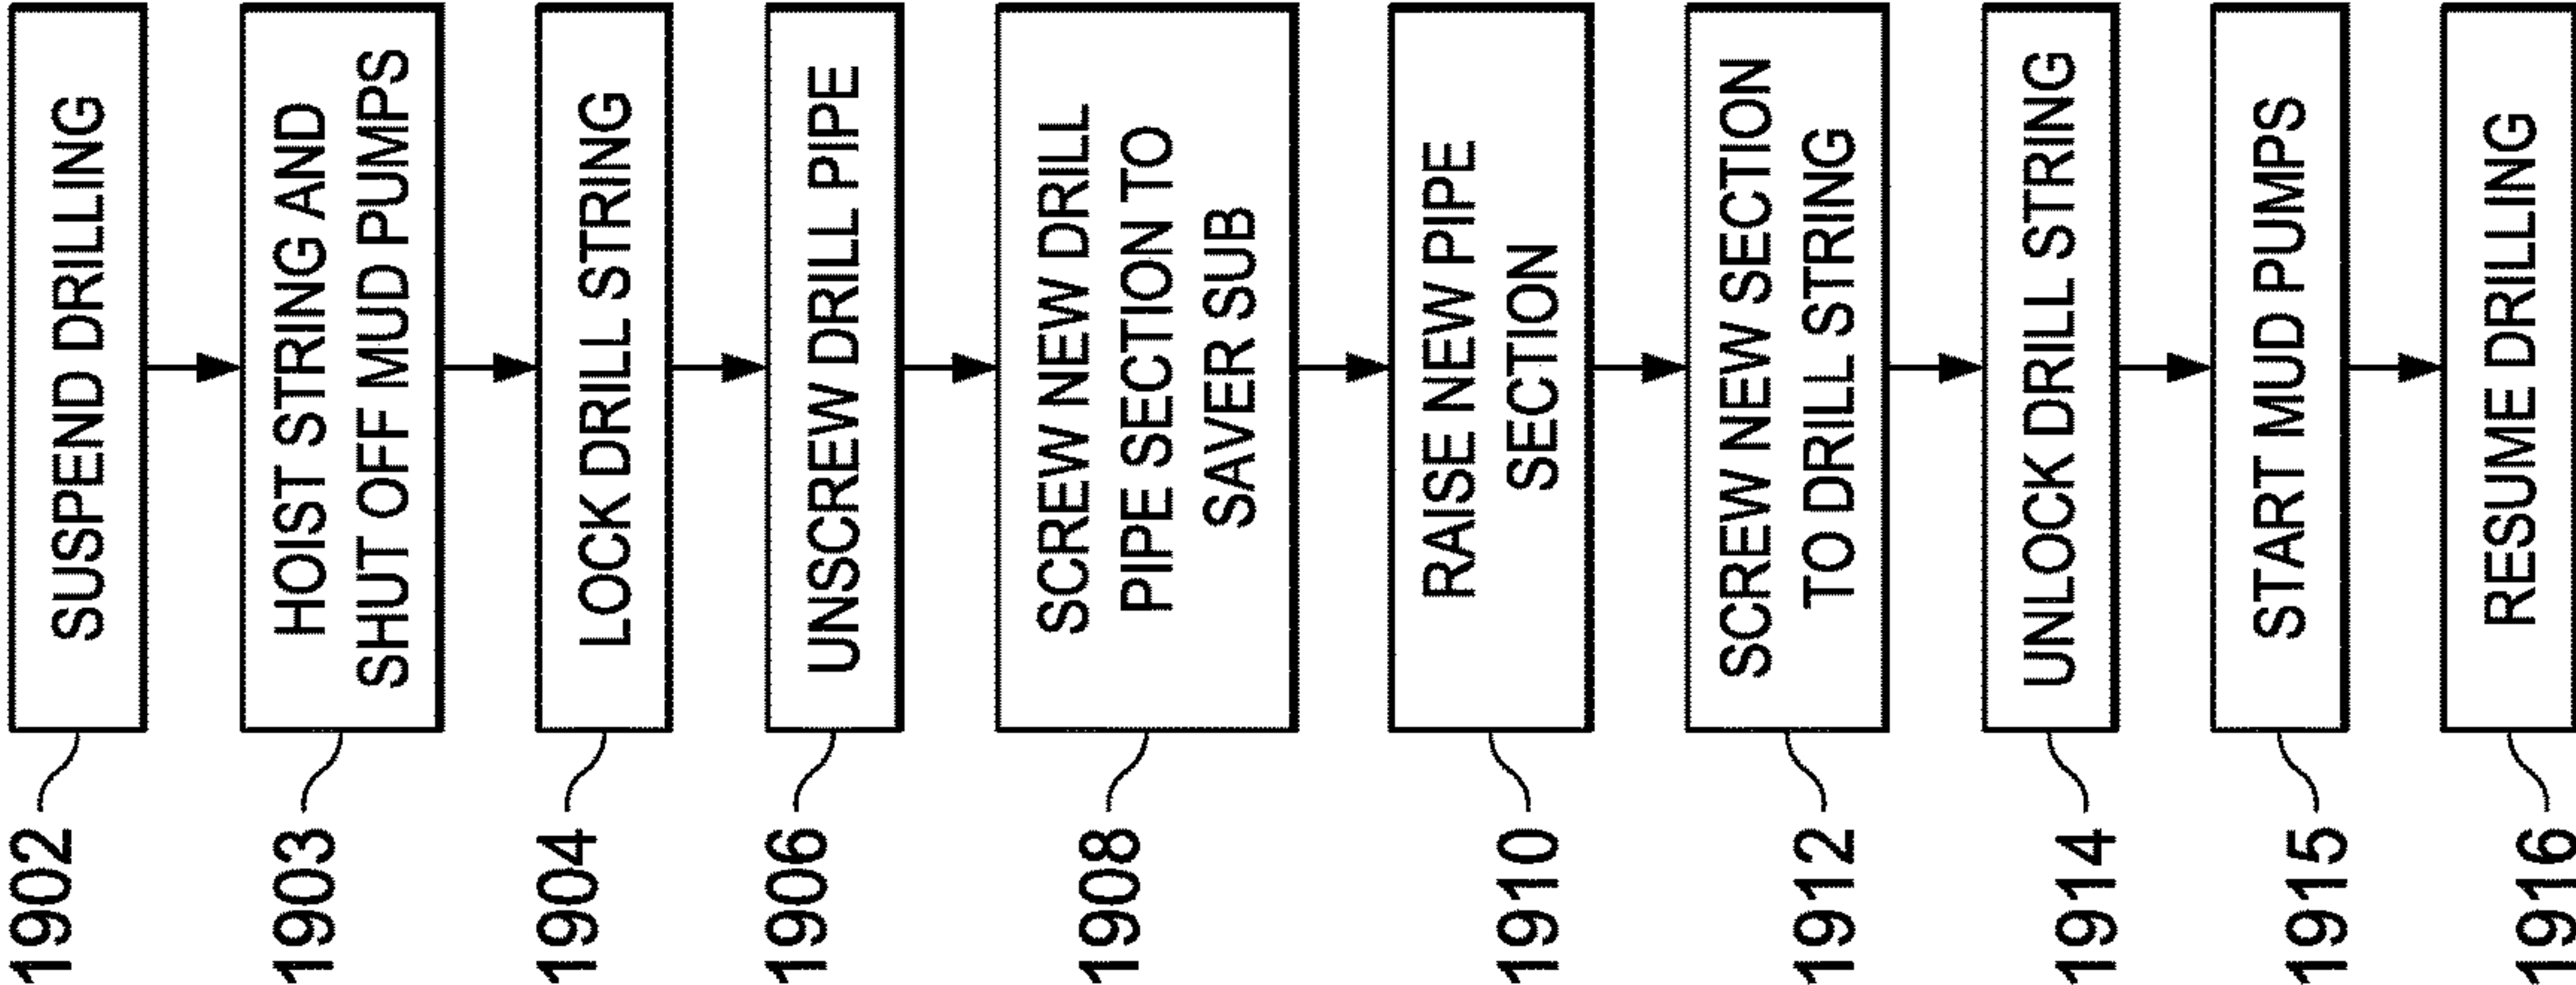 1902
SUSPEND DRILLING
1903
HOIST STRING AND
SHUT OFF MUD PUMPS
1904
LOCK DRILL STRING
1906
UNSCREW DRILL PIPE
1908
SCREW NEW DRILL
PIPE SECTION TO
SAVER SUB
1910
RAISE NEW PIPE
SECTION
1912
SCREW NEW SECTION
TO DRILL STRING
1914
UNLOCK DRILL STRING
1915
START MUD PUMPS
1916
RESUME DRILLING